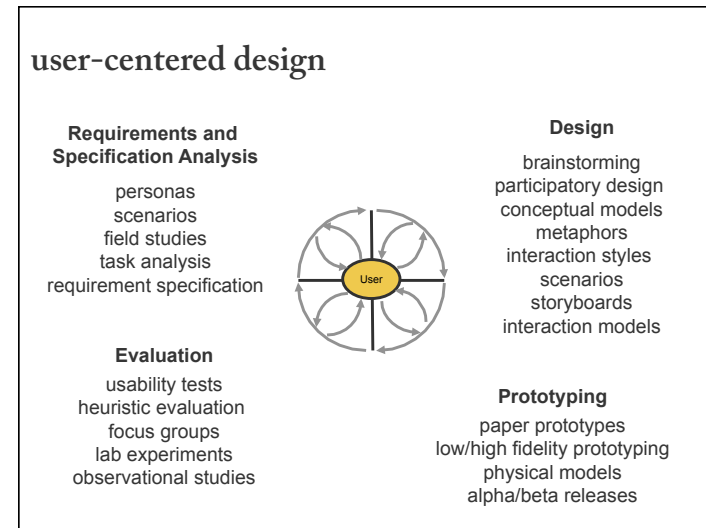 user-centered design
Requirements and
Specification Analysis
personas
scenarios
field studies
task analysis
requirement specification
Design
brainstorming
participatory design
conceptual models
metaphors
interaction styles
scenarios
storyboards
interaction models
User
Evaluation
usability tests
heuristic evaluation
focus groups
lab experiments
observational studies
Prototyping
paper prototypes
low/high fidelity prototyping
physical models
alpha/beta releases